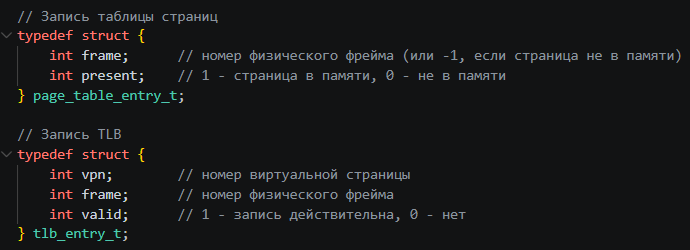 // Запись таблицы страниц
typedef struct {
    int frame;      // номер физического фрейма (или -1, если страница не в памяти)
    int present;    // 1 - страница в памяти, 0 - не в памяти
} page_table_entry_t;

// Запись TLB
typedef struct {
    int vpn;        // номер виртуальной страницы
    int frame;      // номер физического фрейма
    int valid;      // 1 - запись действительна, 0 - нет
} tlb_entry_t;